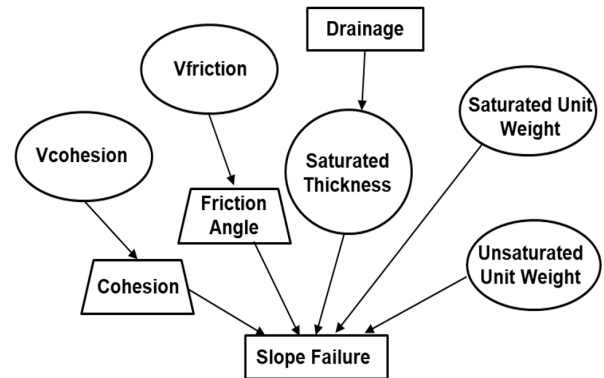 Drainage
Vfriction
Saturated Unit
Weight
Vcohesion
Saturated
Thickness
Friction
Angle
Unsaturated
Unit Weight
Cohesion
Slope Failure